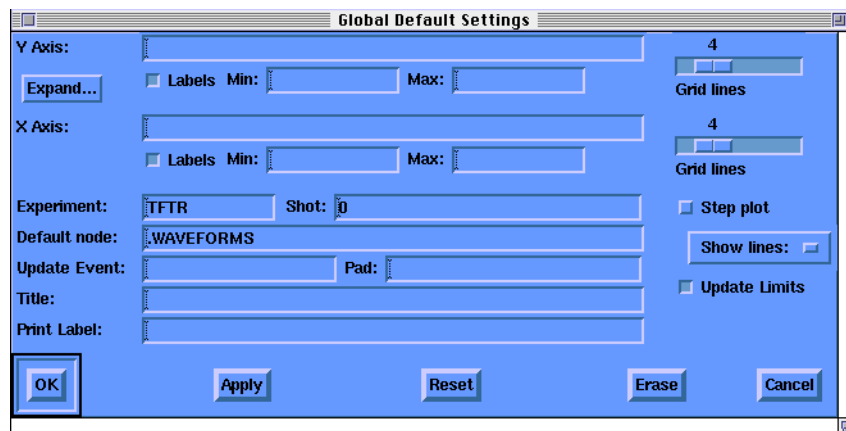 Global Default Settings
Y Axis:
4
Expand...
Labels Min: Max:
Grid lines
X Axis:
4
Labels Min: Max:
Grid lines
Experiment: TFTR Shot: 0
Step plot
Default node: .WAVEFORMS
Show lines:
Update Event: Pad:
Update Limits
Title:
Print Label:
OK Apply Reset Erase Cancel